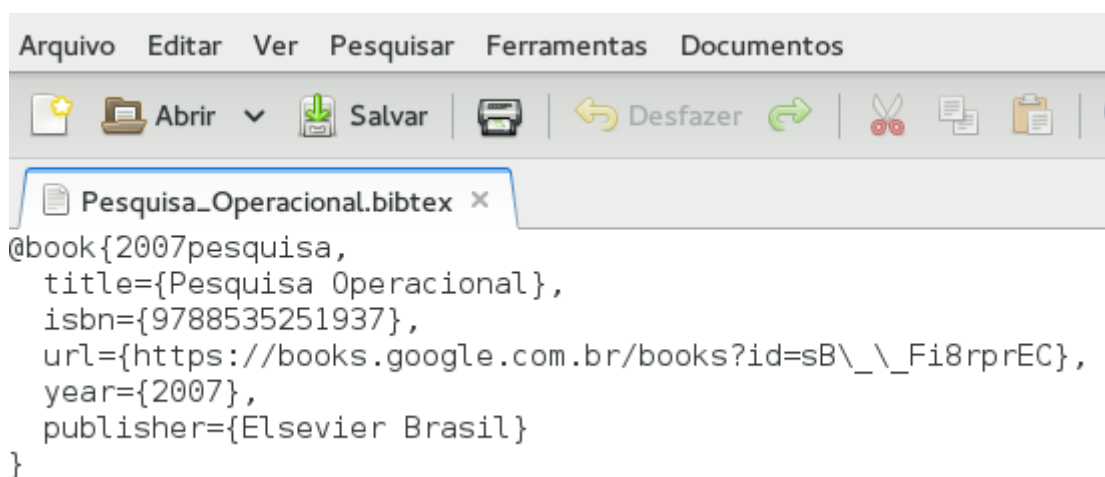 Arquivo Editar Ver Pesquisar Ferramentas Documentos
Abrir Salvar Desfazer
Pesquisa_Operacional.bibtex ×
@book{2007pesquisa,
  title={Pesquisa Operacional},
  isbn={9788535251937},
  url={https://books.google.com.br/books?id=sB\_\_Fi8rprEC},
  year={2007},
  publisher={Elsevier Brasil}
}